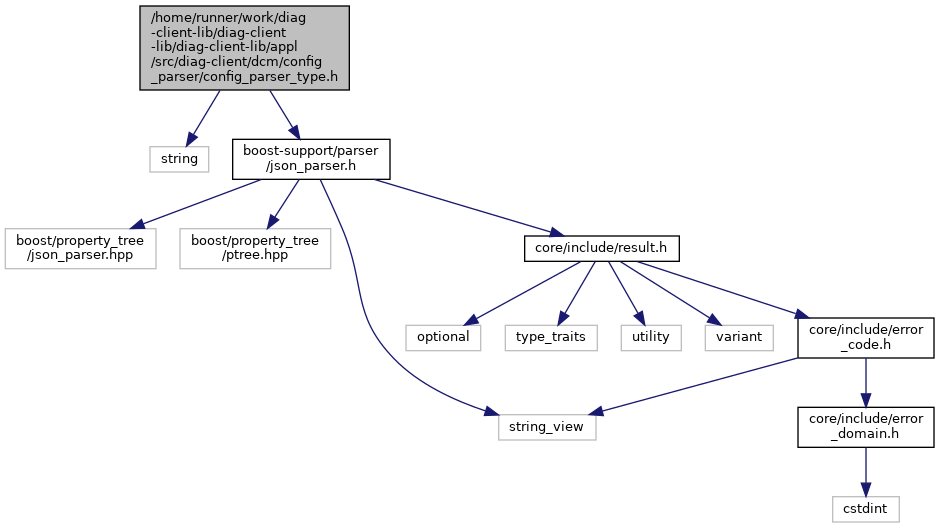 /home/runner/work/diag
-client-lib/diag-client
-lib/diag-client-lib/appl
/src/diag-client/dcm/config
_parser/config_parser_type.h
string
boost-support/parser
/json_parser.h
boost/property_tree
/json_parser.hpp
boost/property_tree
/ptree.hpp
core/include/result.h
optional
type_traits
utility
variant
core/include/error
_code.h
string_view
core/include/error
_domain.h
cstdint